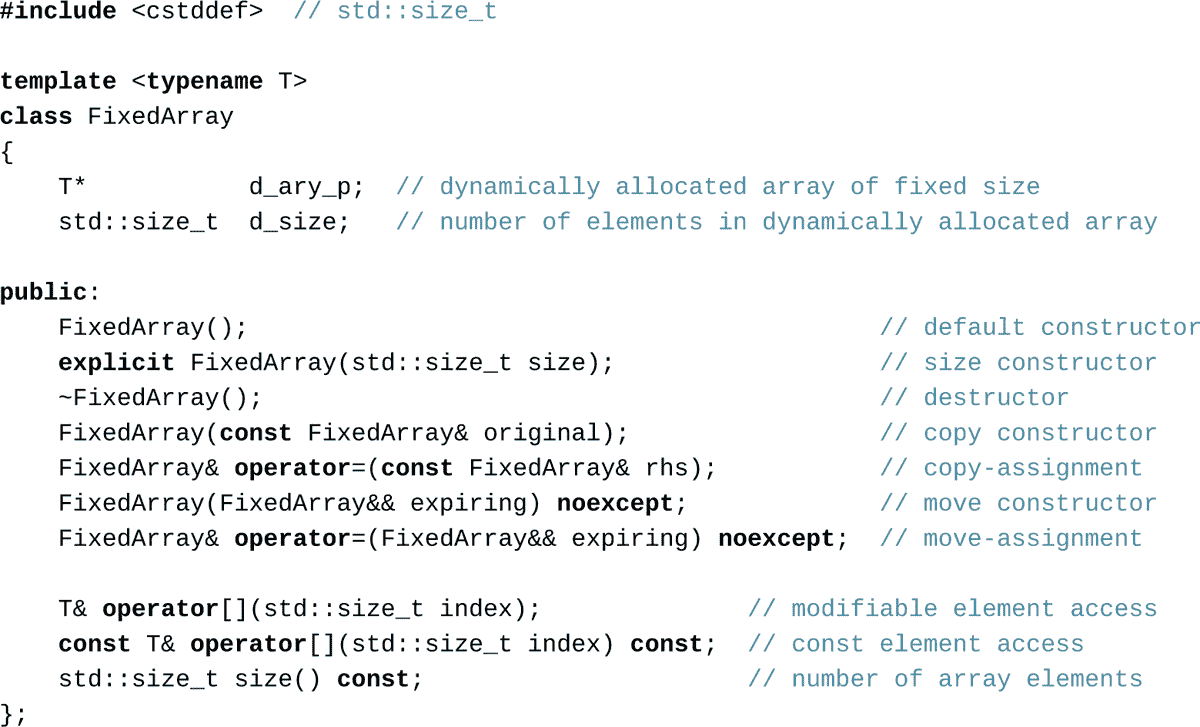 #include <cstddef>  // std::size_t

template <typename T>
class FixedArray
{
    T*           d_ary_p;  // dynamically allocated array of fixed size
    std::size_t  d_size;   // number of elements in dynamically allocated array

public:
    FixedArray();                                           // default constructor
    explicit FixedArray(std::size_t size);                  // size constructor
    ~FixedArray();                                          // destructor
    FixedArray(const FixedArray& original);                 // copy constructor
    FixedArray& operator=(const FixedArray& rhs);           // copy-assignment
    FixedArray(FixedArray&& expiring) noexcept;             // move constructor
    FixedArray& operator=(FixedArray&& expiring) noexcept;  // move-assignment

    T& operator[](std::size_t index);              // modifiable element access
    const T& operator[](std::size_t index) const;  // const element access
    std::size_t size() const;                      // number of array elements
};